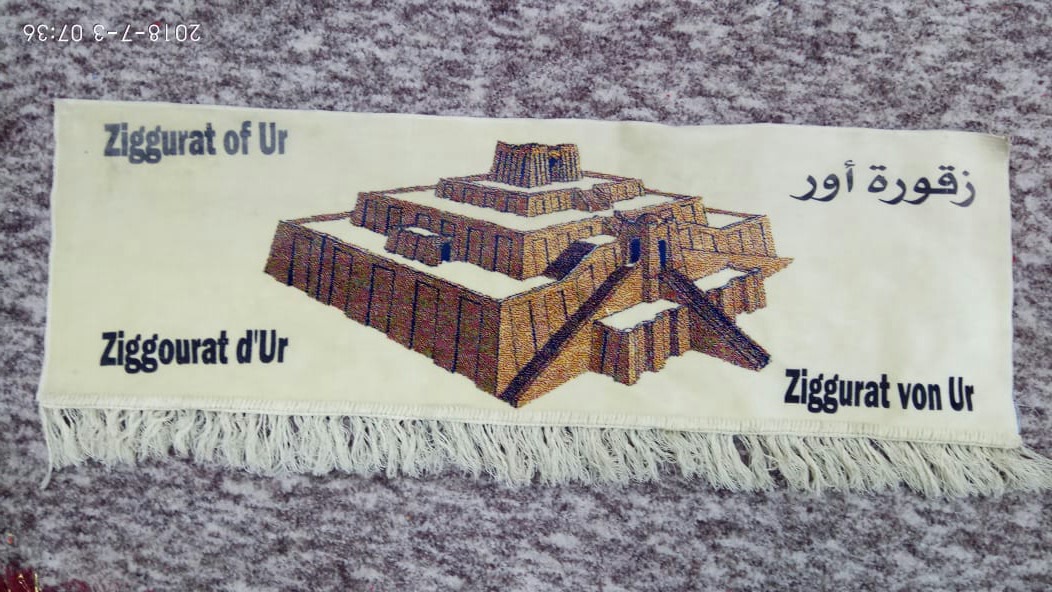 2018-7-3 07:36
Ziggurat of Ur
زقورة أور
Ziggourat d'Ur
Ziggurat von Ur